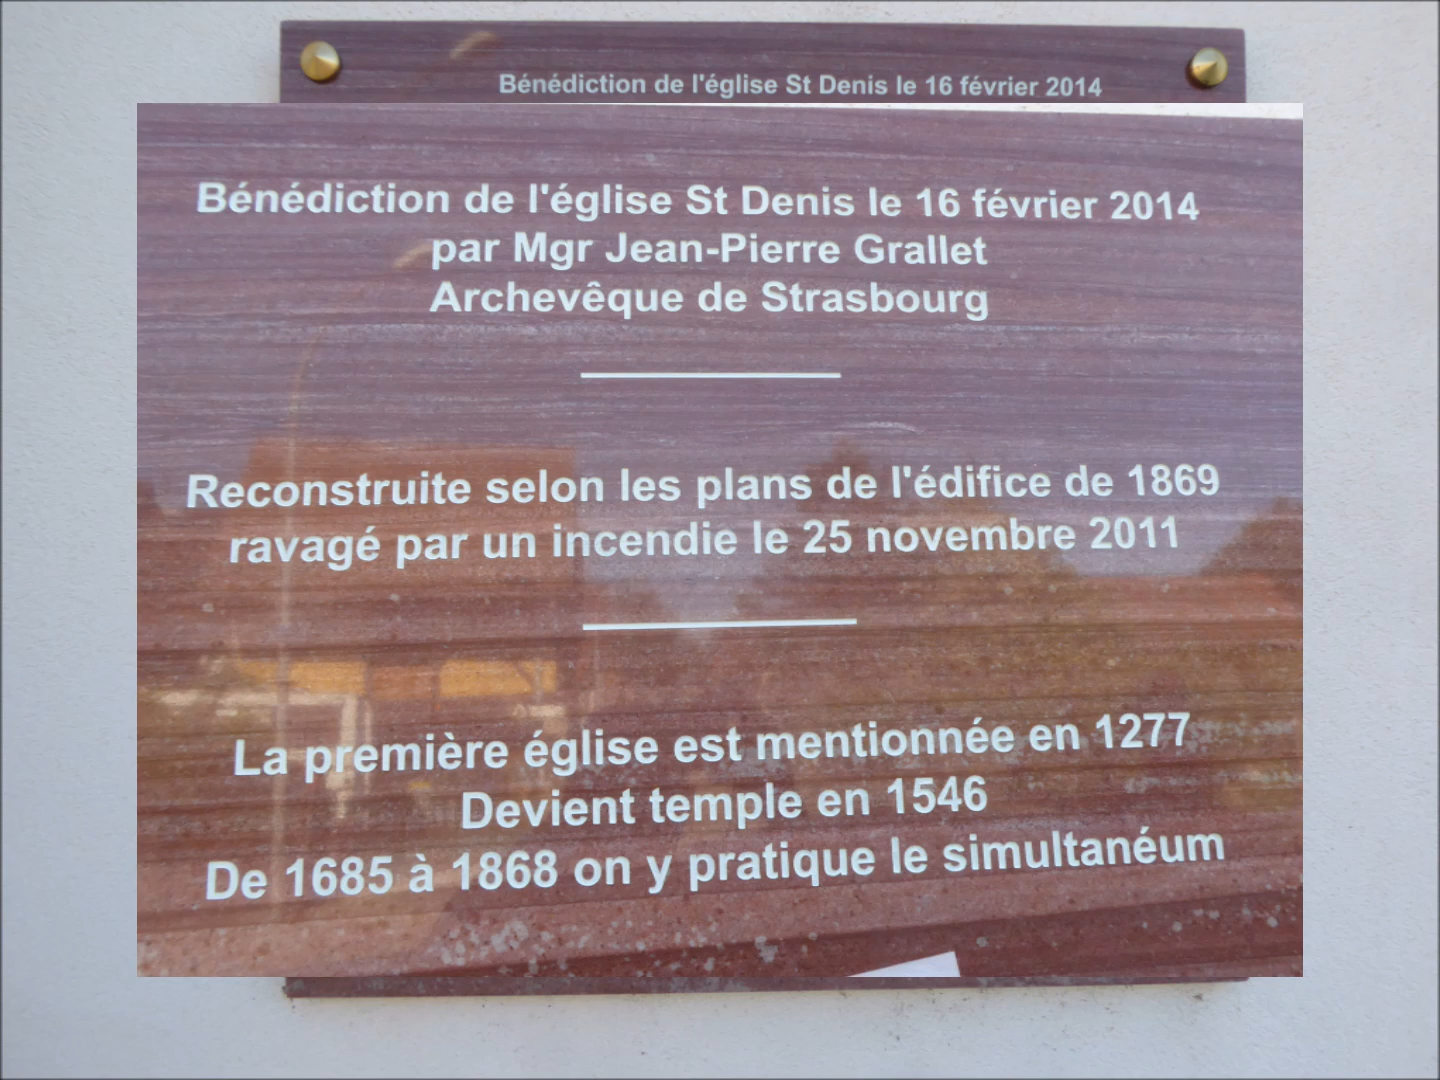 Bénédiction de l'église St Denis le 16 février 2014
Bénédiction de l'église St Denis le 16 février 2014
par Mgr Jean-Pierre Grallet
Archevêque de Strasbourg
Reconstruite selon les plans de l'édifice de 1869
ravagé par un incendie le 25 novembre 2011
La première église est mentionnée en 1277
Devient temple en 1546
De 1685 à 1868 on y pratique le simultanéum